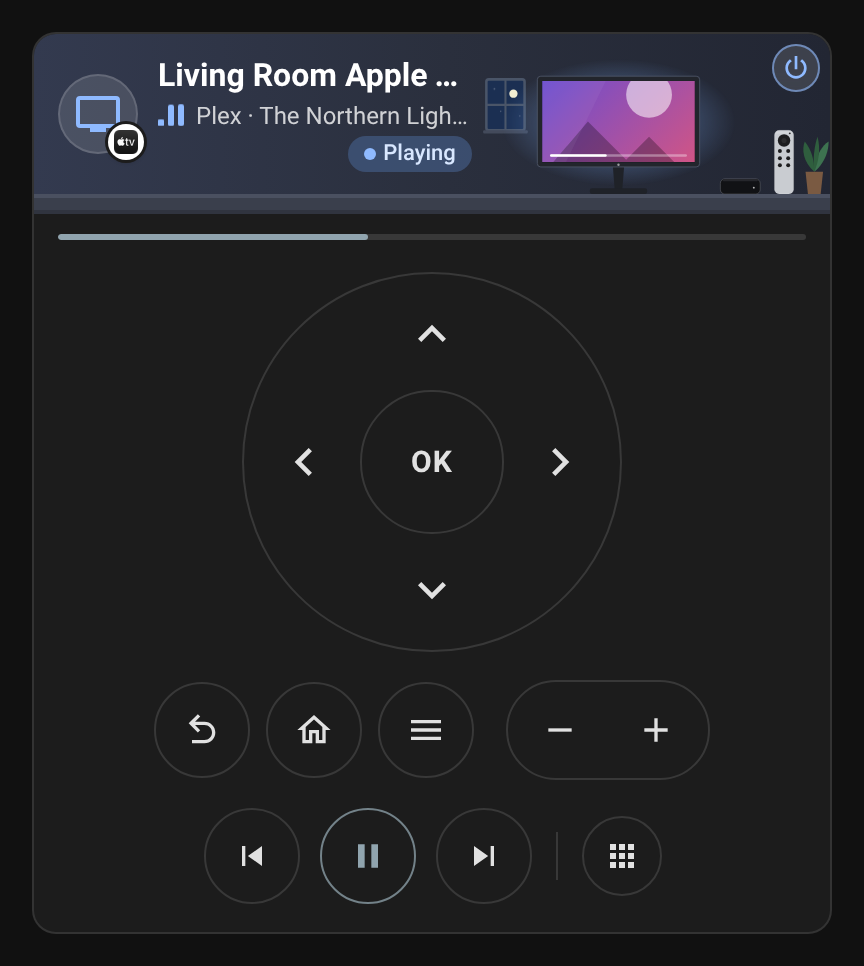 Living Room Apple …
Plex · The Northern Ligh…
tv
Playing
OK